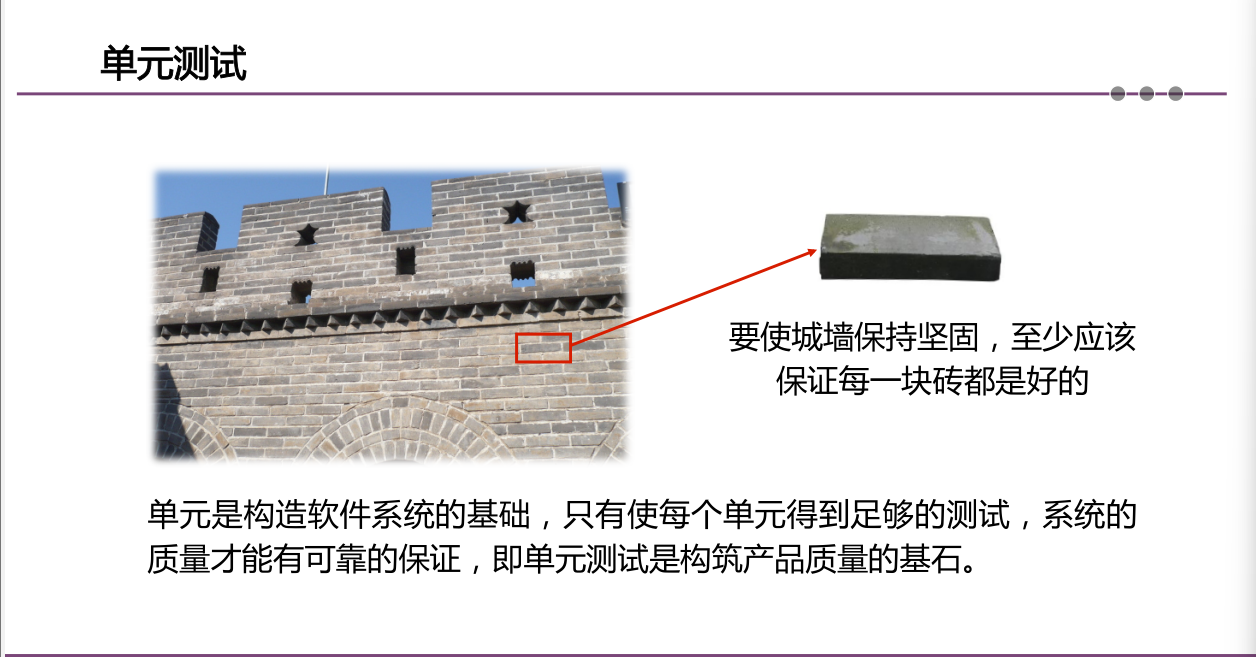 单元测试
要使城墙保持坚固，至少应该
保证每一块砖都是好的
单元是构造软件系统的基础，只有使每个单元得到足够的测试，系统的
质量才能有可靠的保证，即单元测试是构筑产品质量的基石。